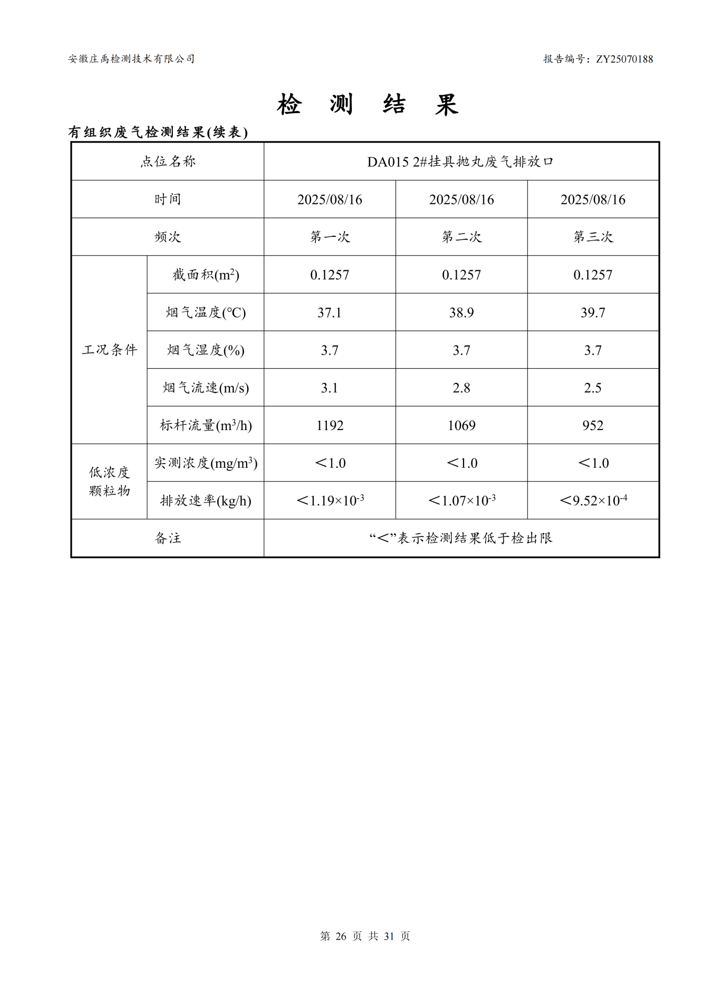 安徽庄禹检测技术有限公司 报告编号：ZY25070188
检 测 结 果
有组织废气检测结果(续表)
点位名称 DA015 2#挂具抛丸废气排放口
时间 2025/08/16 2025/08/16 2025/08/16
频次 第一次 第二次 第三次
工况条件 截面积(m²) 0.1257 0.1257 0.1257
烟气温度(℃) 37.1 38.9 39.7
烟气湿度(%) 3.7 3.7 3.7
烟气流速(m/s) 3.1 2.8 2.5
标杆流量(m³/h) 1192 1069 952
低浓度
颗粒物 实测浓度(mg/m³) ＜1.0 ＜1.0 ＜1.0
排放速率(kg/h) ＜1.19×10⁻³ ＜1.07×10⁻³ ＜9.52×10⁻⁴
备注 “＜”表示检测结果低于检出限
第 26 页 共 31 页